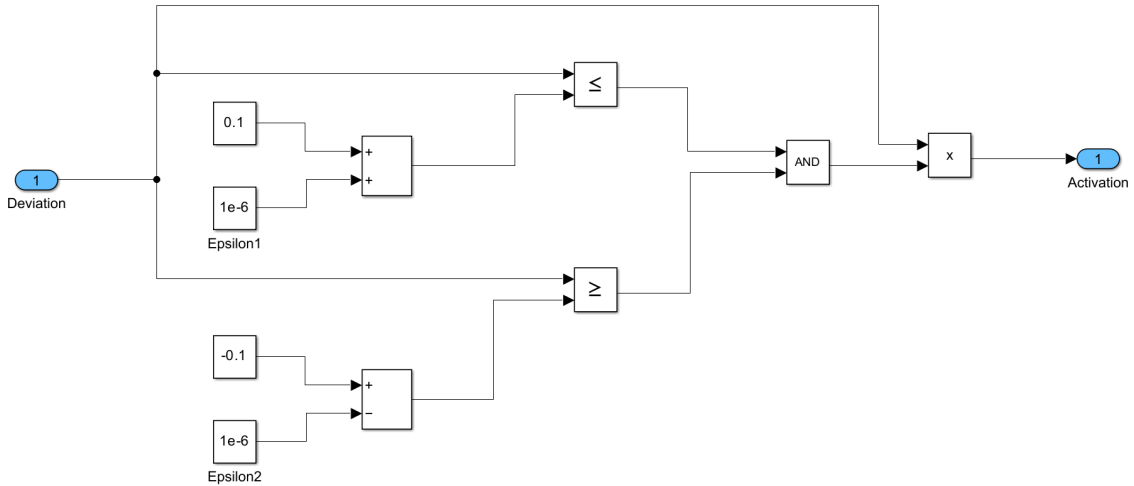 ≤
0.1
+
+
1
Deviation
1e-6
Epsilon1
AND
x
1
Activation
≥
-0.1
+
−
1e-6
Epsilon2